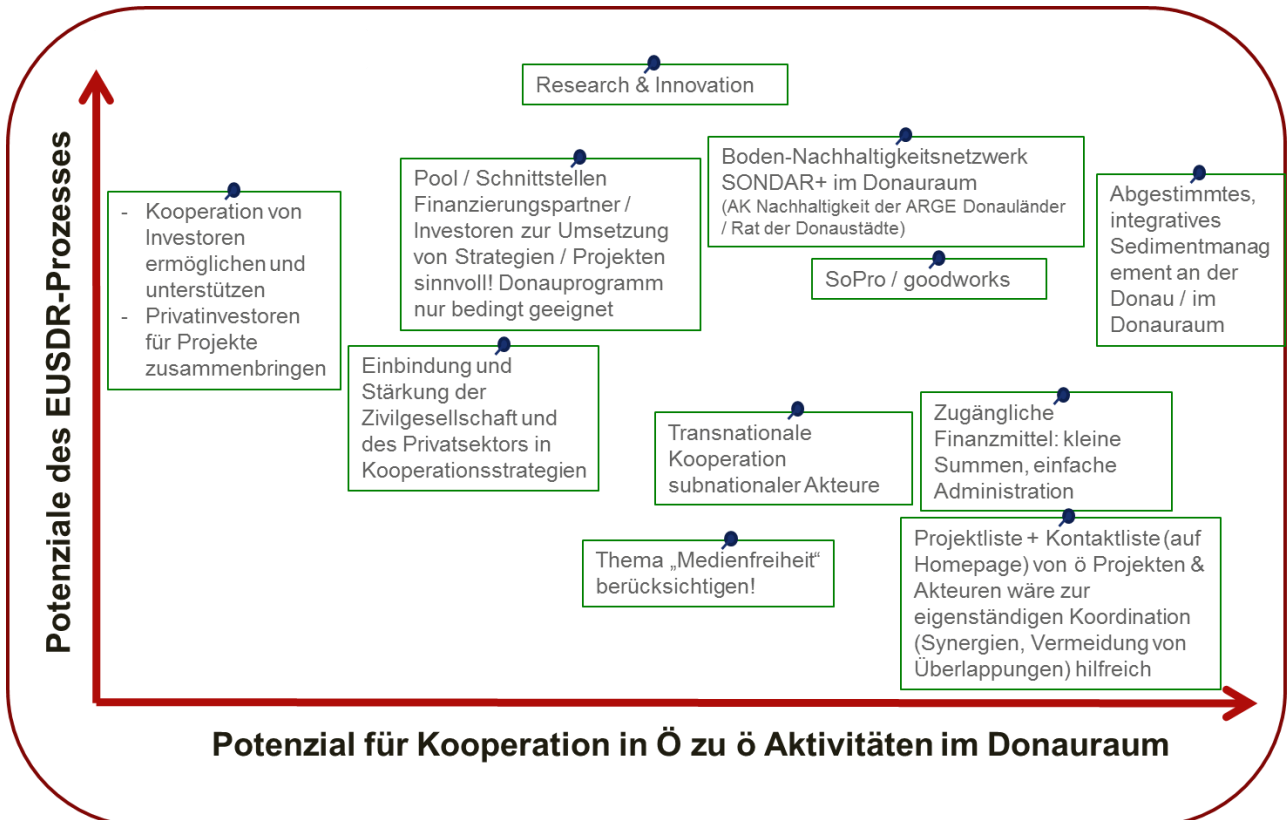 Potenziale des EUSDR-Prozesses
Research & Innovation
Boden-Nachhaltigkeitsnetzwerk
SONDAR+ im Donauraum
(AK Nachhaltigkeit der ARGE Donauländer
/ Rat der Donaustädte)
Pool / Schnittstellen
Finanzierungspartner /
Investoren zur Umsetzung
von Strategien / Projekten
sinnvoll! Donauprogramm
nur bedingt geeignet
Abgestimmtes,
integratives
Sedimentmanag
ement an der
Donau / im
Donauraum
- Kooperation von
Investoren
ermöglichen und
unterstützen
- Privatinvestoren
für Projekte
zusammenbringen
SoPro / goodworks
Einbindung und
Stärkung der
Zivilgesellschaft und
des Privatsektors in
Kooperationsstrategien
Zugängliche
Finanzmittel: kleine
Summen, einfache
Administration
Transnationale
Kooperation
subnationaler Akteure
Projektliste + Kontaktliste (auf
Homepage) von ö Projekten &
Akteuren wäre zur
eigenständigen Koordination
(Synergien, Vermeidung von
Überlappungen) hilfreich
Thema „Medienfreiheit“
berücksichtigen!
Potenzial für Kooperation in Ö zu ö Aktivitäten im Donauraum